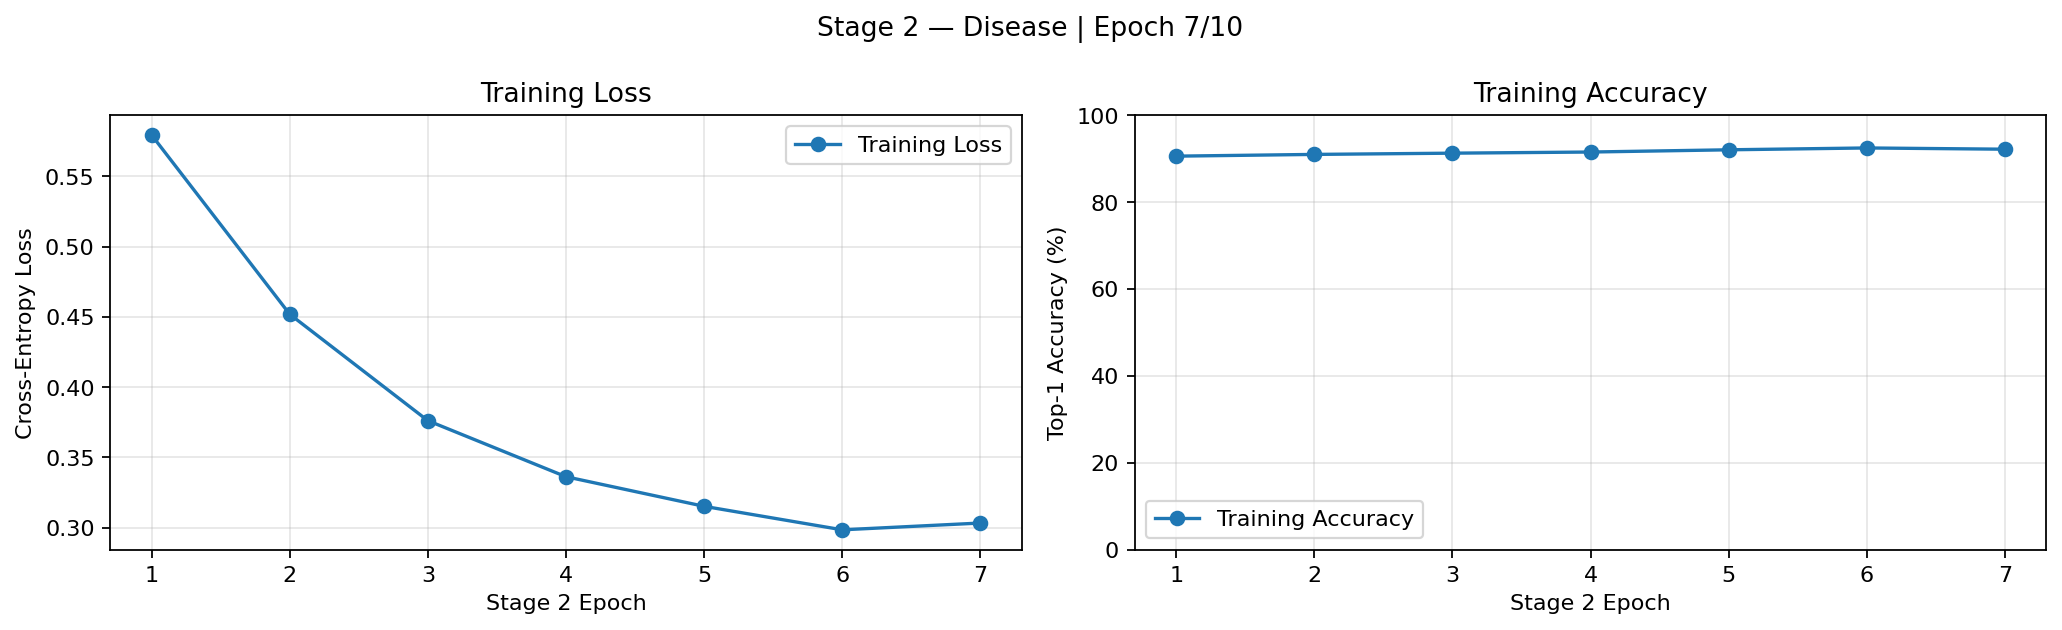 Stage 2 — Disease | Epoch 7/10
Training Loss
Training Loss
Cross-Entropy Loss
0.55
0.50
0.45
0.40
0.35
0.30
1 2 3 4 5 6 7
Stage 2 Epoch
Training Accuracy
Top-1 Accuracy (%)
100
80
60
40
20
0
Training Accuracy
1 2 3 4 5 6 7
Stage 2 Epoch